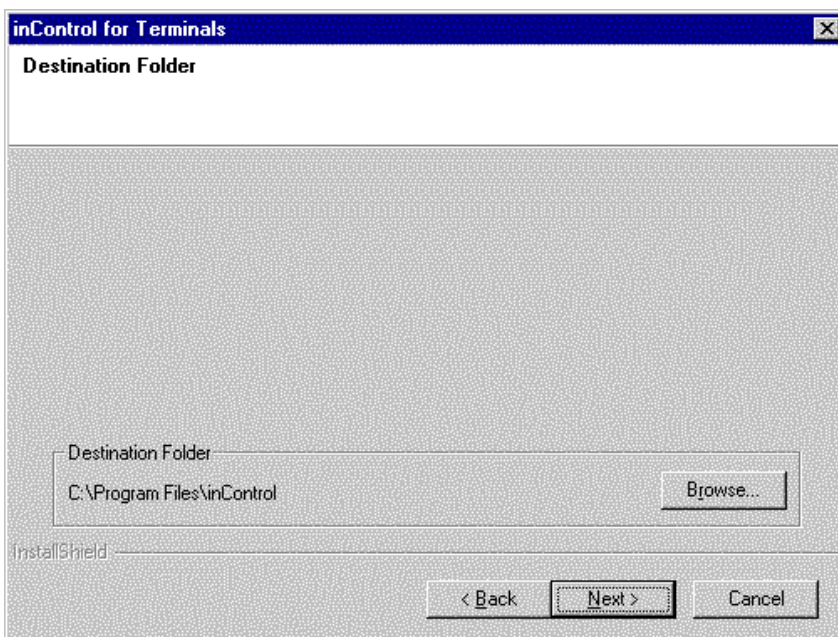 inControl for Terminals
Destination Folder
Destination Folder
C:\Program Files\inControl
Browse...
InstallShield
< Back
Next >
Cancel